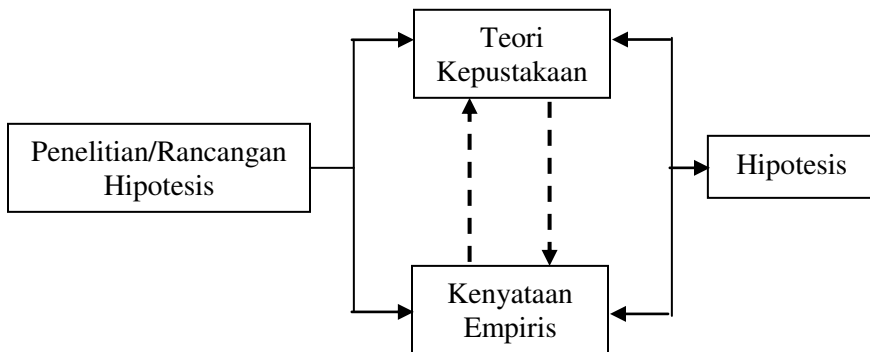 Teori
Kepustakaan
Penelitian/Rancangan
Hipotesis
Hipotesis
Kenyataan
Empiris